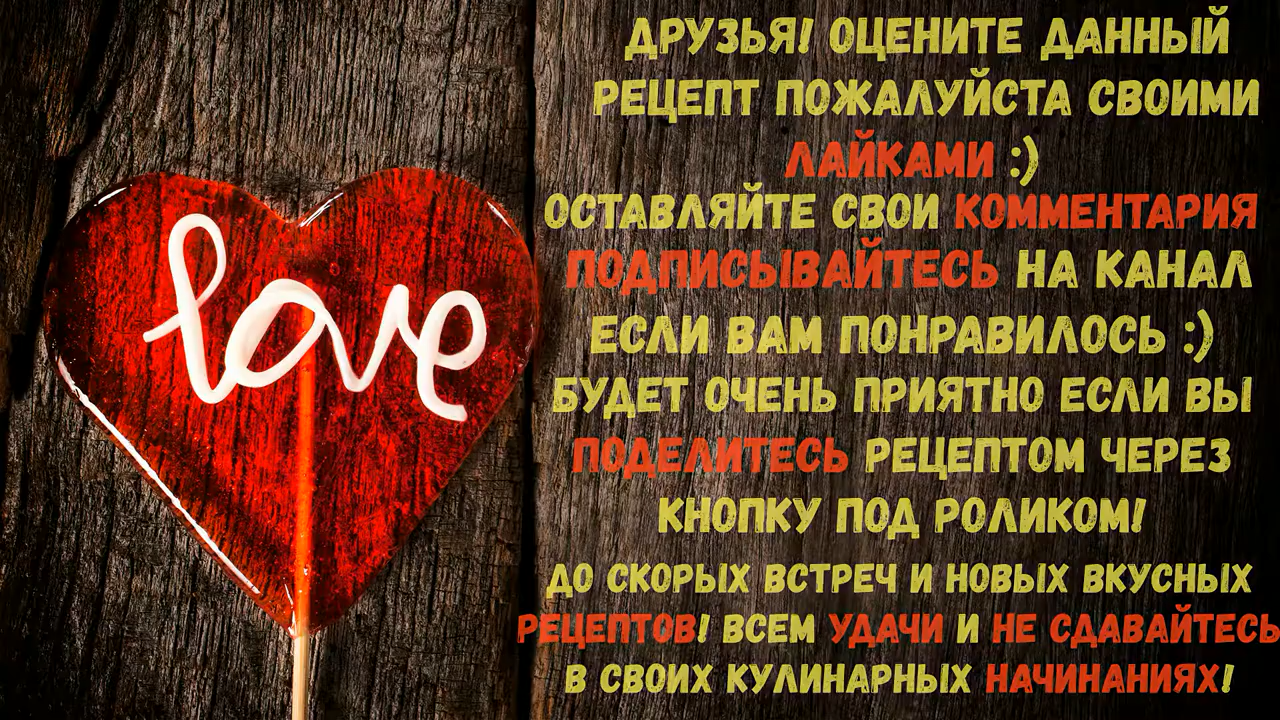 love
ДРУЗЬЯ! ОЦЕНИТЕ ДАННЫЙ
РЕЦЕПТ ПОЖАЛУЙСТА СВОИМИ
ЛАЙКАМИ :)
ОСТАВЛЯЙТЕ СВОИ КОММЕНТАРИЯ
ПОДПИСЫВАЙТЕСЬ НА КАНАЛ
ЕСЛИ ВАМ ПОНРАВИЛОСЬ :)
БУДЕТ ОЧЕНЬ ПРИЯТНО ЕСЛИ ВЫ
ПОДЕЛИТЕСЬ РЕЦЕПТОМ ЧЕРЕЗ
КНОПКУ ПОД РОЛИКОМ!
ДО СКОРЫХ ВСТРЕЧ И НОВЫХ ВКУСНЫХ
РЕЦЕПТОВ! ВСЕМ УДАЧИ И НЕ СДАВАЙТЕСЬ
В СВОИХ КУЛИНАРНЫХ НАЧИНАНИЯХ!